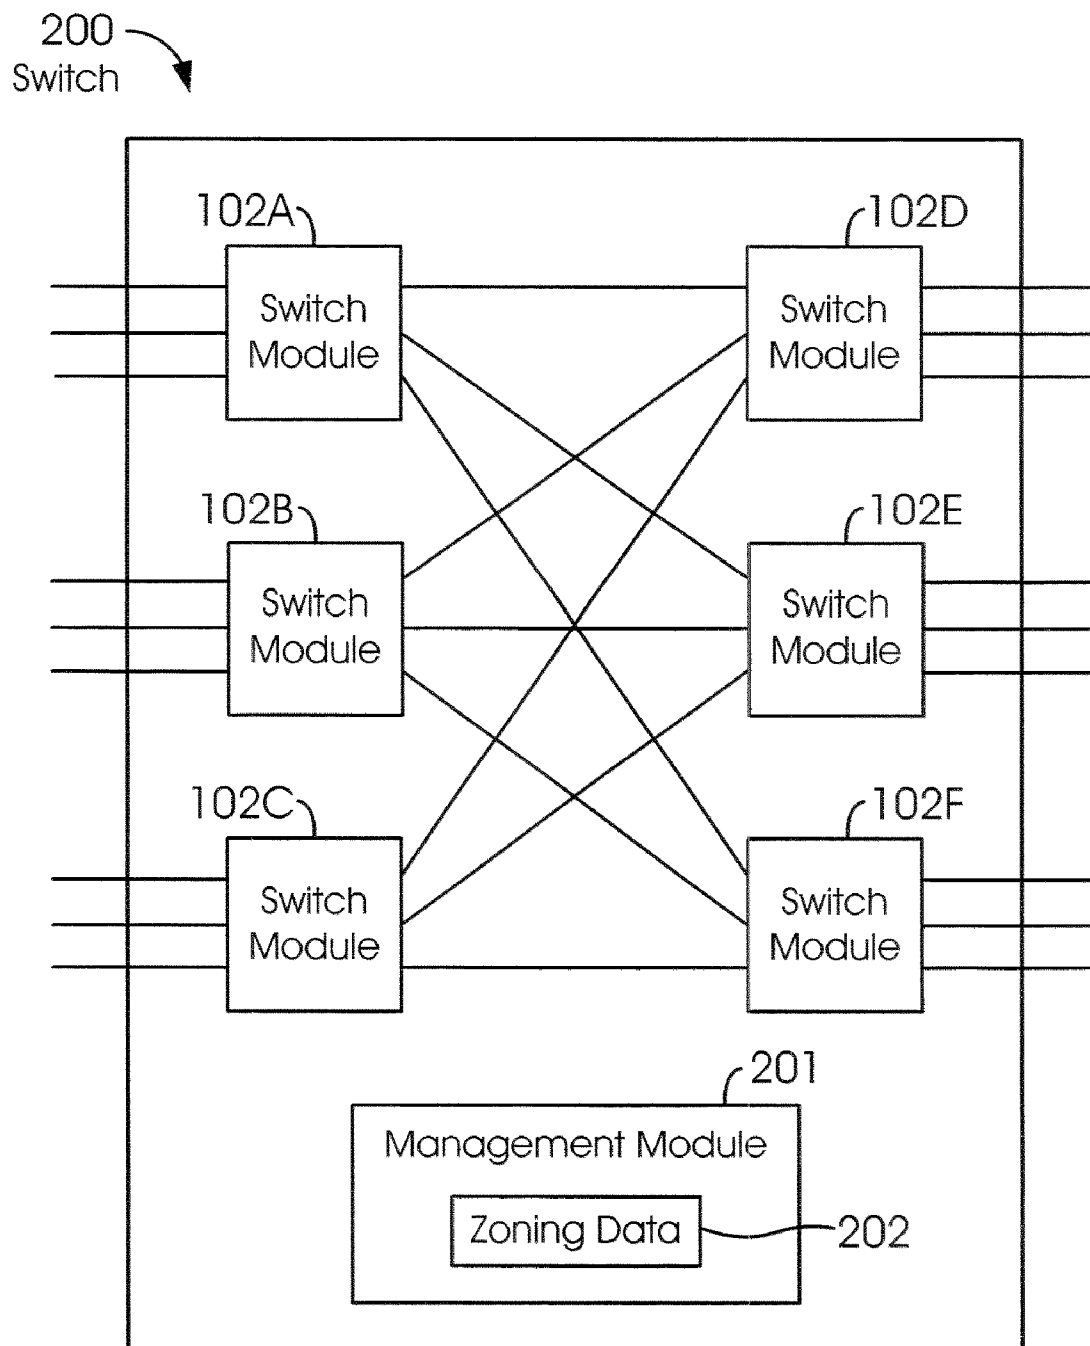 200
Switch
102A
102D
Switch
Module
Switch
Module
102B
102E
Switch
Module
Switch
Module
102C
102F
Switch
Module
Switch
Module
201
Management Module
Zoning Data
202